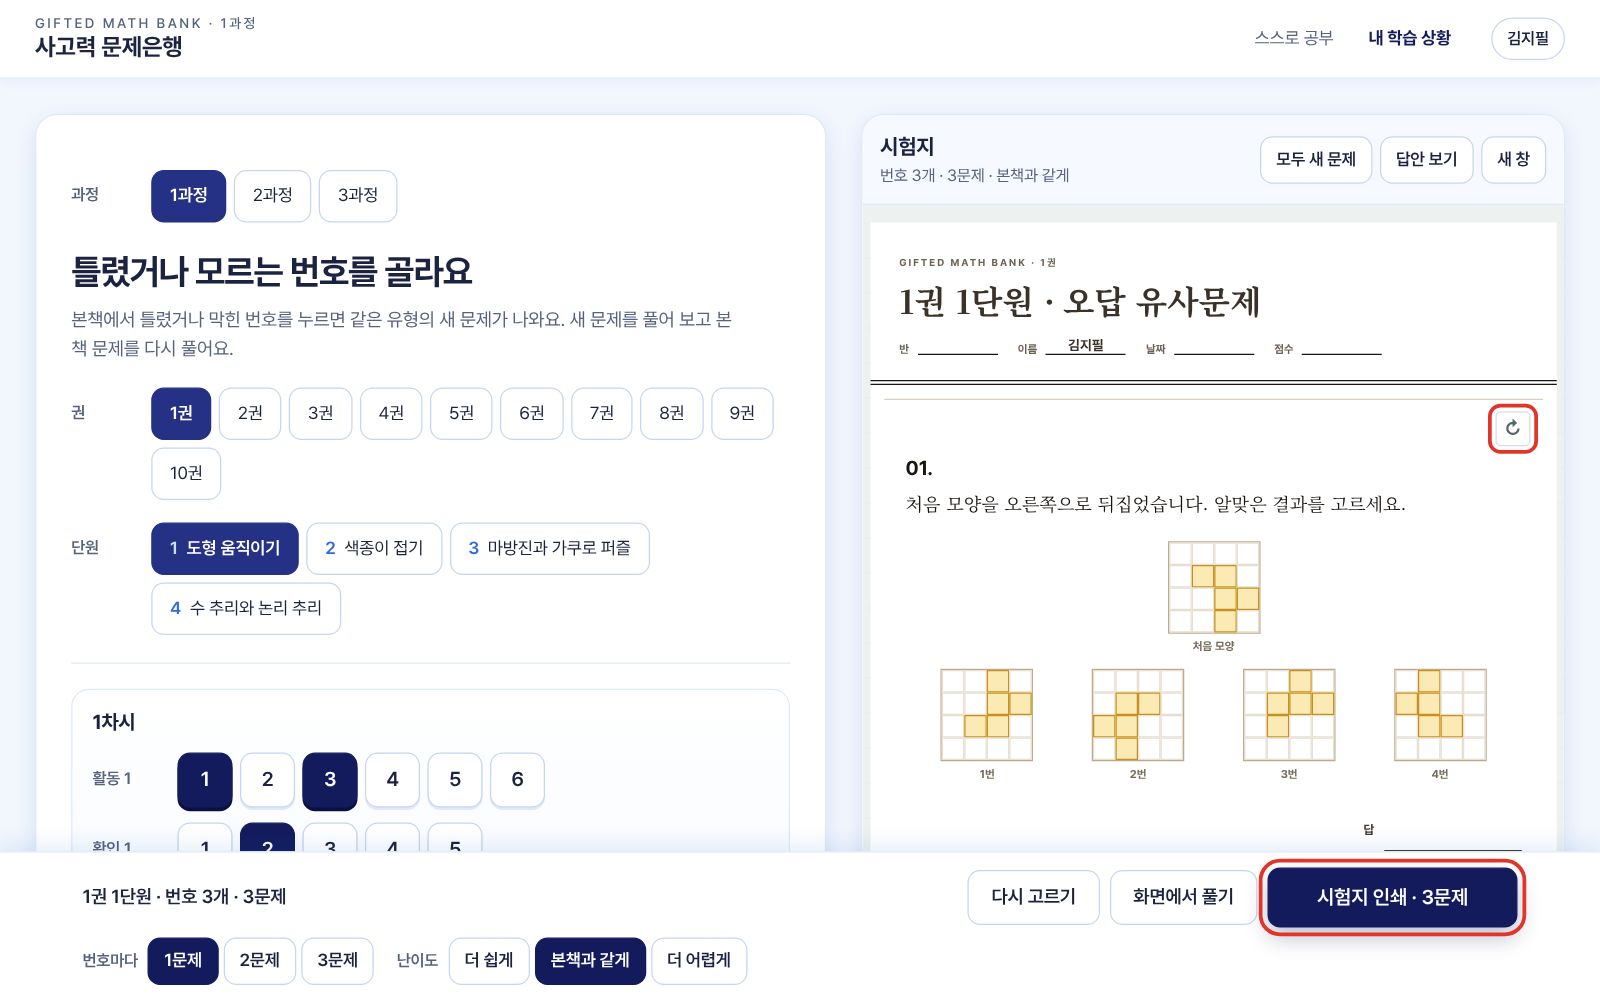 GIFTED MATH BANK · 1과정
사고력 문제은행
스스로 공부
내 학습 상황
김지필
과정
1과정
2과정
3과정
틀렸거나 모르는 번호를 골라요
본책에서 틀렸거나 막힌 번호를 누르면 같은 유형의 새 문제가 나와요. 새 문제를 풀어 보고 본
책 문제를 다시 풀어요.
권
1권
2권
3권
4권
5권
6권
7권
8권
9권
10권
단원
1 도형 움직이기
2 색종이 접기
3 마방진과 가쿠로 퍼즐
4 수 추리와 논리 추리
1차시
활동 1
1
2
3
4
5
6
확인 1
1
2
3
4
5
시험지
번호 3개 · 3문제 · 본책과 같게
모두 새 문제
답안 보기
새 창
GIFTED MATH BANK · 1권
1권 1단원 · 오답 유사문제
반
이름 김지필
날짜
점수
01.
처음 모양을 오른쪽으로 뒤집었습니다. 알맞은 결과를 고르세요.
처음 모양
1번
2번
3번
4번
답
1권 1단원 · 번호 3개 · 3문제
다시 고르기
화면에서 풀기
시험지 인쇄 · 3문제
번호마다
1문제
2문제
3문제
난이도
더 쉽게
본책과 같게
더 어렵게